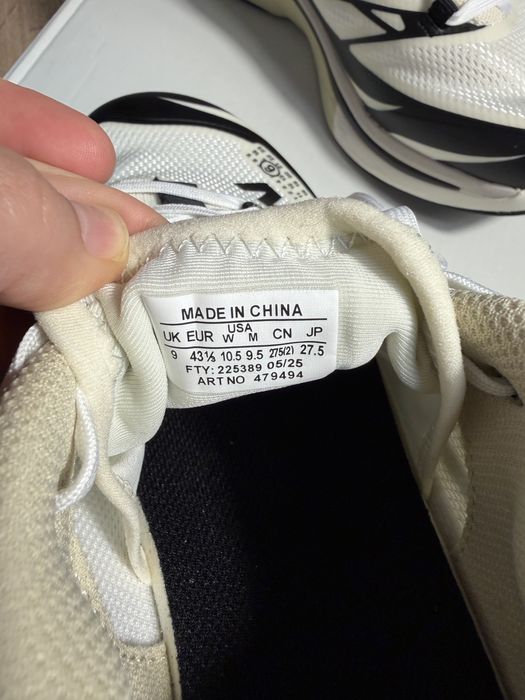 MADE IN CHINA
USA
UK EUR W M CN JP
9 43⅓ 10.5 9.5 275(2) 27.5
FTY: 225389 05/25
ART NO 479494